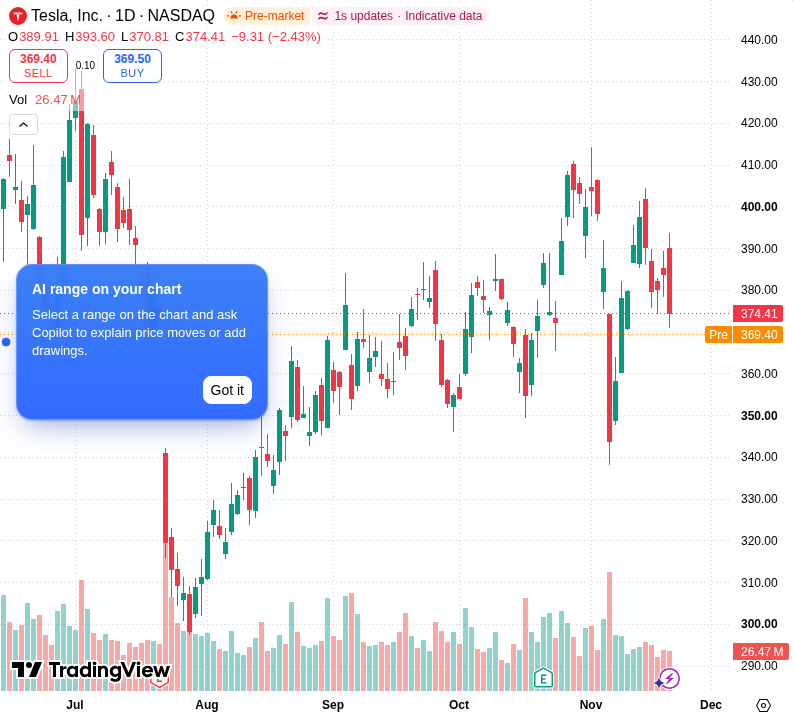 Tesla, Inc. · 1D · NASDAQ Pre-market 1s updates · Indicative data
O389.91 H393.60 L370.81 C374.41 −9.31 (−2.43%)
369.40
SELL
0.10
369.50
BUY
Vol 26.47 M
AI range on your chart
Select a range on the chart and ask
Copilot to explain price moves or add
drawings.
Got it
440.00
430.00
420.00
410.00
400.00
390.00
380.00
374.41
Pre 369.40
360.00
350.00
340.00
330.00
320.00
310.00
300.00
26.47 M
290.00
TradingView
E
Jul Aug Sep Oct Nov Dec